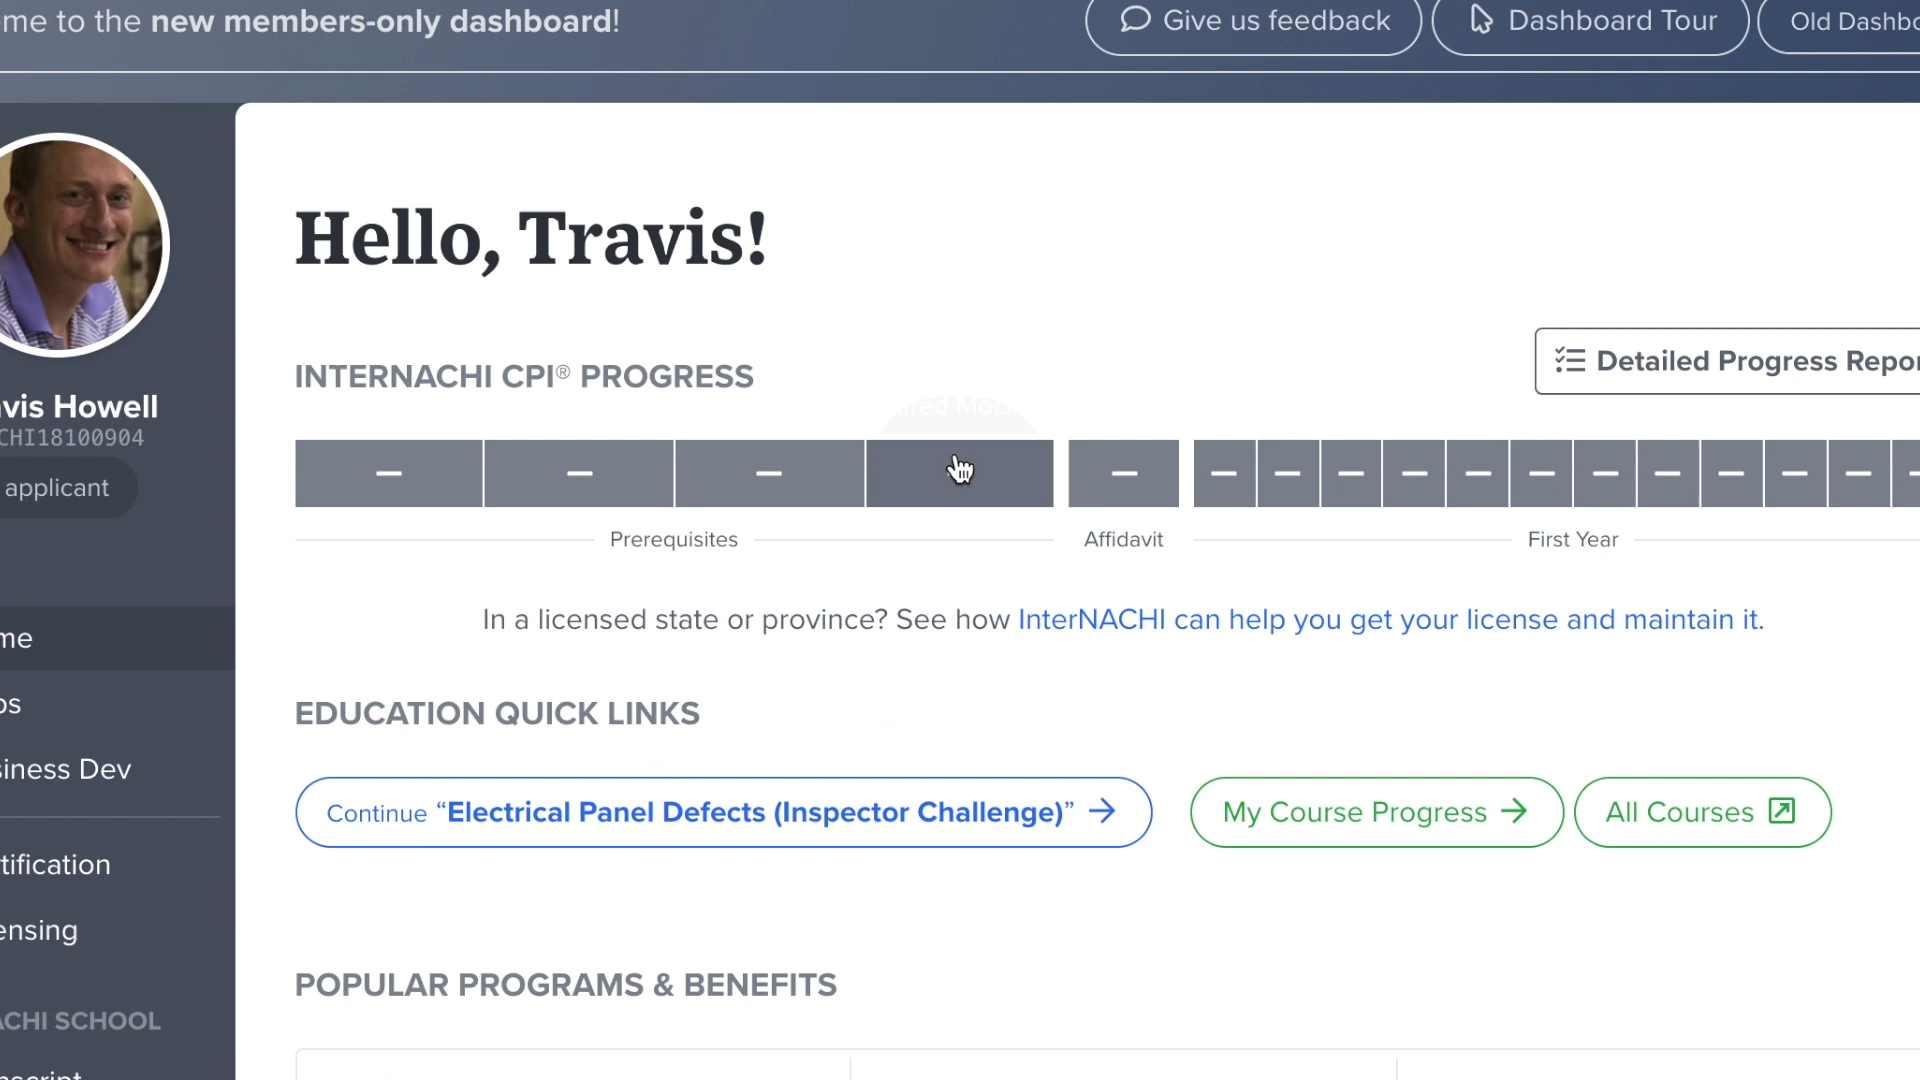 me to the new members-only dashboard!
Give us feedback
Dashboard Tour
Old Dashbo
Hello, Travis!
INTERNACHI CPI® PROGRESS
Detailed Progress Repor
Prerequisites
Affidavit
First Year
In a licensed state or province? See how InterNACHI can help you get your license and maintain it.
EDUCATION QUICK LINKS
Continue “Electrical Panel Defects (Inspector Challenge)”
My Course Progress
All Courses
POPULAR PROGRAMS & BENEFITS
avis Howell
CHI18100904
applicant
me
os
siness Dev
tification
ensing
ACHI SCHOOL